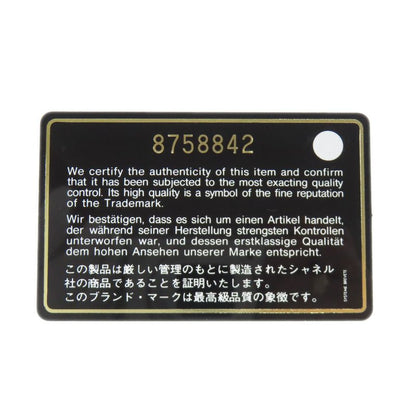 8758842
We certify the authenticity of this item and confirm
that it has been subjected to the most exacting quality
control. Its high quality is a symbol of the fine reputation
of the Trademark.
Wir bestätigen, dass es sich um einen Artikel handelt,
der während seiner Herstellung strengsten Kontrollen
unterworfen war, und dessen erstklassige Qualität
dem hohen Ansehen unserer Marke entspricht.
この製品は厳しい管理のもとに製造されたシャネル
社の商品であることを証明いたします。
このブランド・マークは最高級品質の象徴です。